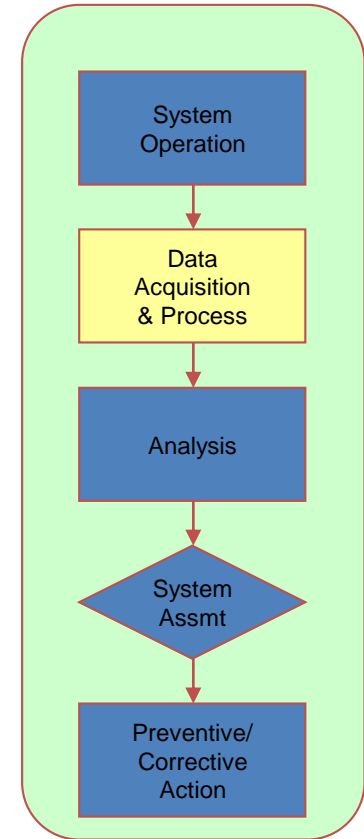 System
Operation
Data
Acquisition
& Process
Analysis
System
Assmt
Preventive/
Corrective
Action